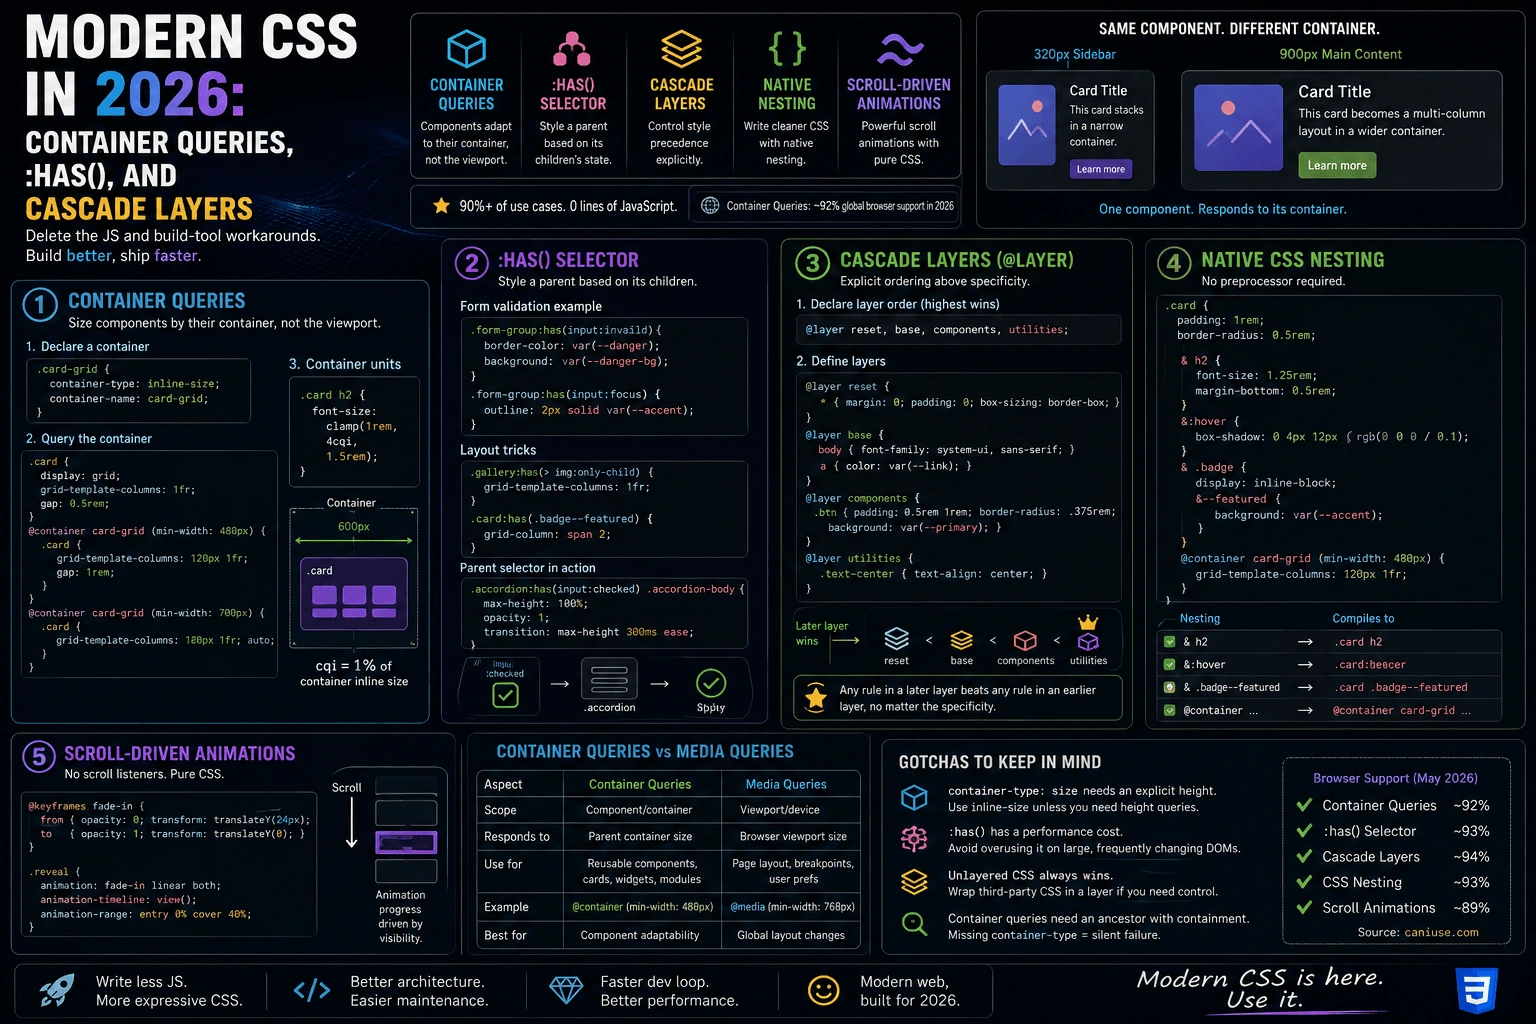 MODERN CSS
IN 2026:
CONTAINER QUERIES,
:HAS(), AND
CASCADE LAYERS
Delete the JS and build-tool workarounds.
Build better, ship faster.
CONTAINER
QUERIES
Components adapt
to their container,
not the viewport.
:HAS()
SELECTOR
Style a parent
based on its
children's state.
CASCADE
LAYERS
Control style
precedence
explicitly.
{ }
NATIVE
NESTING
Write cleaner CSS
with native
nesting.
SCROLL-DRIVEN
ANIMATIONS
Powerful scroll
animations with
pure CSS.
90%+ of use cases. 0 lines of JavaScript.
Container Queries: ~92% global browser support in 2026
SAME COMPONENT. DIFFERENT CONTAINER.
320px Sidebar
Card Title
This card stacks
in a narrow
container.
Learn more
900px Main Content
Card Title
This card becomes a multi-column
layout in a wider container.
Learn more
One component. Responds to its container.
1 CONTAINER QUERIES
Size components by their container, not the viewport.
1. Declare a container
.card-grid {
container-type: inline-size;
container-name: card-grid;
}
2. Query the container
.card {
display: grid;
grid-template-columns: 1fr;
gap: 0.5rem;
}
@container card-grid (min-width: 480px) {
.card {
grid-template-columns: 120px 1fr;
gap: 1rem;
}
}
@container card-grid (min-width: 700px) {
.card {
grid-template-columns: 180px 1fr; auto;
}
}
3. Container units
.card h2 {
font-size:
clamp(1rem,
4cqi,
1.5rem);
}
Container
600px
.card
cqi = 1% of
container inline size
2 :HAS() SELECTOR
Style a parent based on its children.
Form validation example
.form-group:has(input:invaild){
border-color: var(--danger);
background: var(--danger-bg);
}
.form-group:has(input:focus) {
outline: 2px solid var(--accent);
}
Layout tricks
.gallery:has(> img:only-child) {
grid-template-columns: 1fr;
}
.card:has(.badge--featured) {
grid-column: span 2;
}
Parent selector in action
.accordion:has(input:checked) .accordion-body {
max-height: 100%;
opacity: 1;
transition: max-height 300ms ease;
}
:checked
.accordion
3 CASCADE LAYERS (@LAYER)
Explicit ordering above specificity.
1. Declare layer order (highest wins)
@layer reset, base, components, utilities;
2. Define layers
@layer reset {
* { margin: 0; padding: 0; box-sizing: border-box; }
}
@layer base {
body { font-family: system-ui, sans-serif; }
a { color: var(--link); }
}
@layer components {
.btn { padding: 0.5rem 1rem; border-radius: .375rem;
background: var(--primary); }
}
@layer utilities {
.text-center { text-align: center; }
}
Later layer
wins
reset < base < components < utilities
Any rule in a later layer beats any rule in an earlier
layer, no matter the specificity.
4 NATIVE CSS NESTING
No preprocessor required.
.card {
padding: 1rem;
border-radius: 0.5rem;
& h2 {
font-size: 1.25rem;
margin-bottom: 0.5rem;
}
&:hover {
box-shadow: 0 4px 12px rgb(0 0 0 / 0.1);
}
& .badge {
display: inline-block;
&--featured {
background: var(--accent);
}
}
@container card-grid (min-width: 480px) {
grid-template-columns: 120px 1fr;
}
}
Nesting Compiles to
& h2 → .card h2
&:hover →
& .badge--featured → .card .badge--featured
@container ... → @container card-grid ...
5 SCROLL-DRIVEN ANIMATIONS
No scroll listeners. Pure CSS.
@keyframes fade-in {
from { opacity: 0; transform: translateY(24px);
to { opacity: 1; transform: translateY(0); }
}
.reveal {
animation: fade-in linear both;
animation-timeline: view();
animation-range: entry 0% cover 40%;
}
Scroll
Animation
progress
driven by
visibility.
CONTAINER QUERIES vs MEDIA QUERIES
Aspect Container Queries Media Queries
Scope Component/container Viewport/device
Responds to Parent container size Browser viewport size
Use for Reusable components, cards, widgets, modules Page layout, breakpoints, user prefs
Example @container (min-width: 480px) @media (min-width: 768px)
Best for Component adaptability Global layout changes
GOTCHAS TO KEEP IN MIND
container-type: size needs an explicit height.
Use inline-size unless you need height queries.
:has() has a performance cost.
Avoid overusing it on large, frequently changing DOMs.
Unlayered CSS always wins.
Wrap third-party CSS in a layer if you need control.
Container queries need an ancestor with containment.
Missing container-type = silent failure.
Browser Support (May 2026)
Container Queries ~92%
:has() Selector ~93%
Cascade Layers ~94%
CSS Nesting ~93%
Scroll Animations ~89%
Source: caniuse.com
Write less JS.
More expressive CSS.
</>
Better architecture.
Easier maintenance.
Faster dev loop.
Better performance.
Modern web,
built for 2026.
Modern CSS is here.
Use it.
3